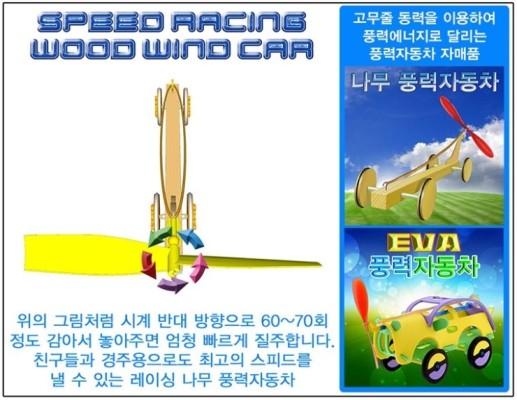 SPEED RACING
WOOD WIND CAR
위의 그림처럼 시계 반대 방향으로 60~70회
정도 감아서 놓아주면 엄청 빠르게 질주합니다.
친구들과 경주용으로도 최고의 스피드를
낼 수 있는 레이싱 나무 풍력자동차
고무줄 동력을 이용하여
풍력에너지로 달리는
풍력자동차 자매품
나무 풍력자동차
EVA
풍력자동차